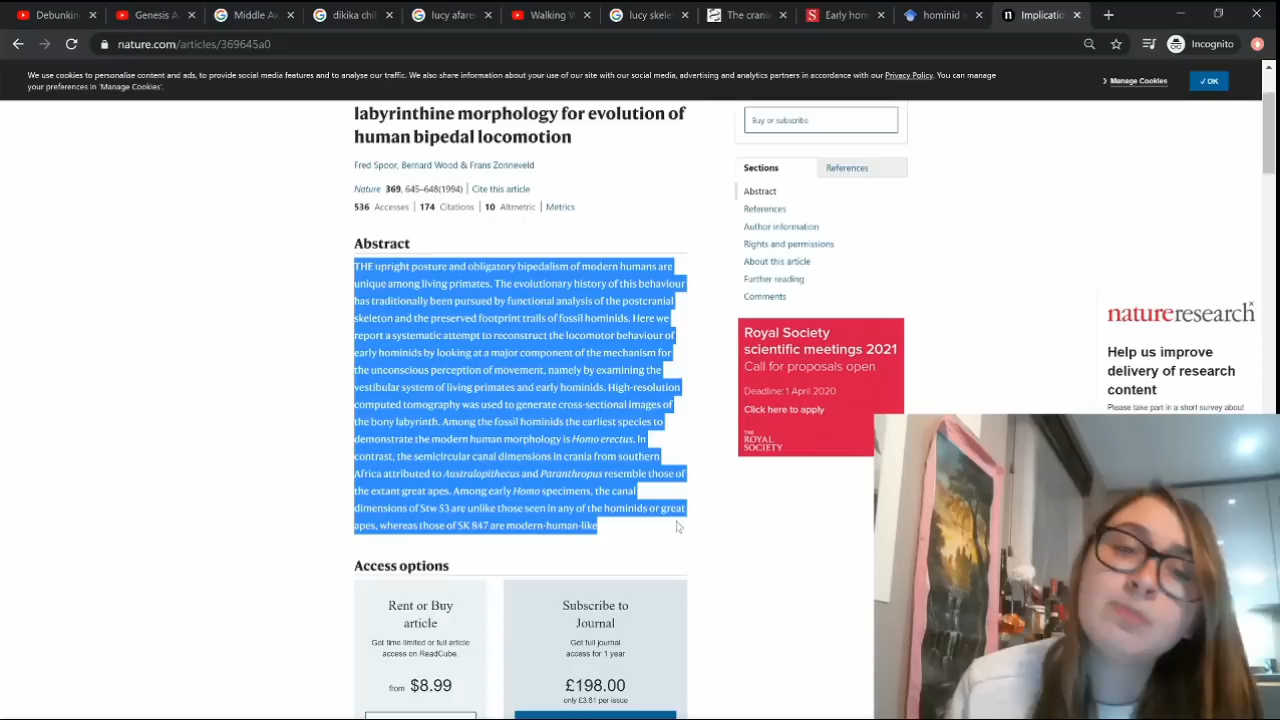 Debunkin
Genesis A
Middle Aw
dikika chil
lucy afare
Walking W
lucy skele
The crania
Early hom
hominid b
Implicatio
nature.com/articles/369645a0
Incognito
We use cookies to personalise content and ads, to provide social media features and to analyse our traffic. We also share information about your use of our site with our social media, advertising and analytics partners in accordance with our Privacy Policy. You can
manage your preferences in 'Manage Cookies'.
Manage Cookies
✓ OK
labyrinthine morphology for evolution of
human bipedal locomotion
Fred Spoor, Bernard Wood & Frans Zonneveld
Nature 369, 645–648(1994) | Cite this article
536 Accesses | 174 Citations | 10 Altmetric | Metrics
Abstract
THE upright posture and obligatory bipedalism of modern humans are
unique among living primates. The evolutionary history of this behaviour
has traditionally been pursued by functional analysis of the postcranial
skeleton and the preserved footprint trails of fossil hominids. Here we
report a systematic attempt to reconstruct the locomotor behaviour of
early hominids by looking at a major component of the mechanism for
the unconscious perception of movement, namely by examining the
vestibular system of living primates and early hominids. High-resolution
computed tomography was used to generate cross-sectional images of
the bony labyrinth. Among the fossil hominids the earliest species to
demonstrate the modern human morphology is Homo erectus. In
contrast, the semicircular canal dimensions in crania from southern
Africa attributed to Australopithecus and Paranthropus resemble those of
the extant great apes. Among early Homo specimens, the canal
dimensions of Stw 53 are unlike those seen in any of the hominids or great
apes, whereas those of SK 847 are modern-human-like
Access options
Rent or Buy
article
Get time limited or full article
access on ReadCube.
from $8.99
Subscribe to
Journal
Get full journal
access for 1 year
£198.00
only £3.81 per issue
Buy or subscribe
Sections
References
Abstract
References
Author information
Rights and permissions
About this article
Further reading
Comments
Royal Society
scientific meetings 2021
Call for proposals open
Deadline: 1 April 2020
Click here to apply
THE
ROYAL
SOCIETY
natureresearch
Help us improve
delivery of research
content
Please take part in a short survey about